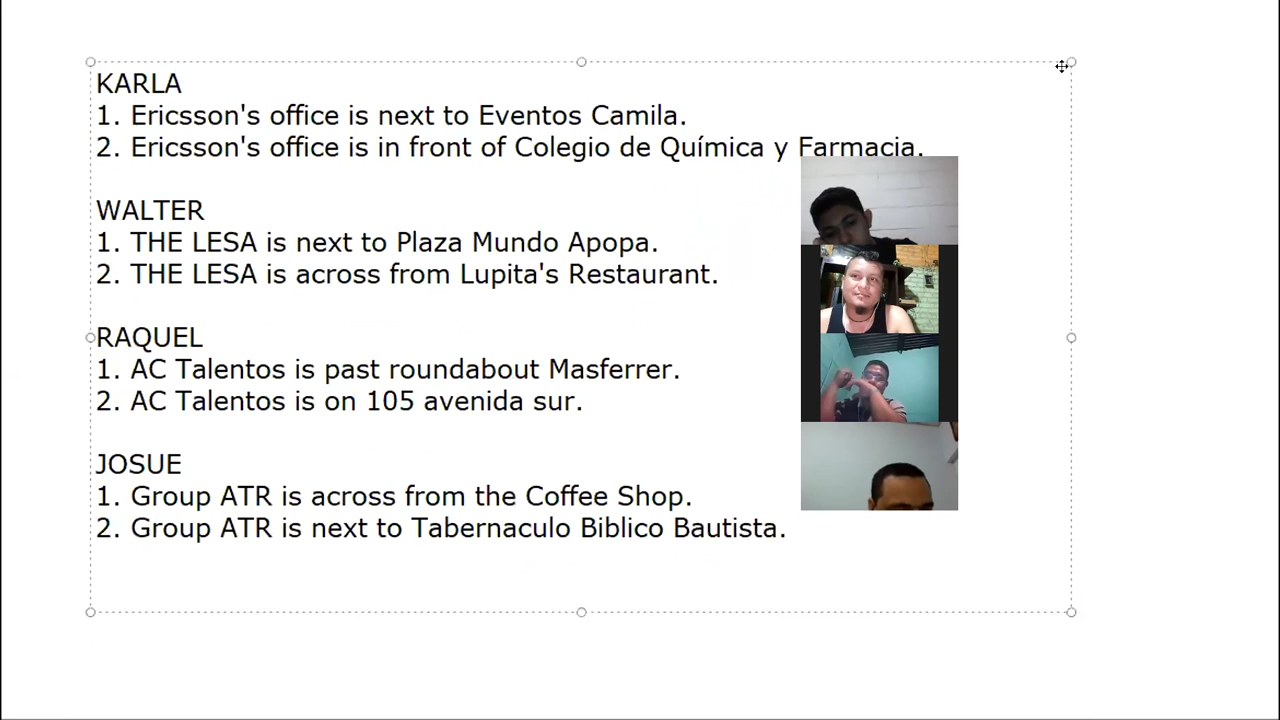 KARLA
1. Ericsson's office is next to Eventos Camila.
2. Ericsson's office is in front of Colegio de Química y Farmacia.
WALTER
1. THE LESA is next to Plaza Mundo Apopa.
2. THE LESA is across from Lupita's Restaurant.
RAQUEL
1. AC Talentos is past roundabout Masferrer.
2. AC Talentos is on 105 avenida sur.
JOSUE
1. Group ATR is across from the Coffee Shop.
2. Group ATR is next to Tabernaculo Biblico Bautista.